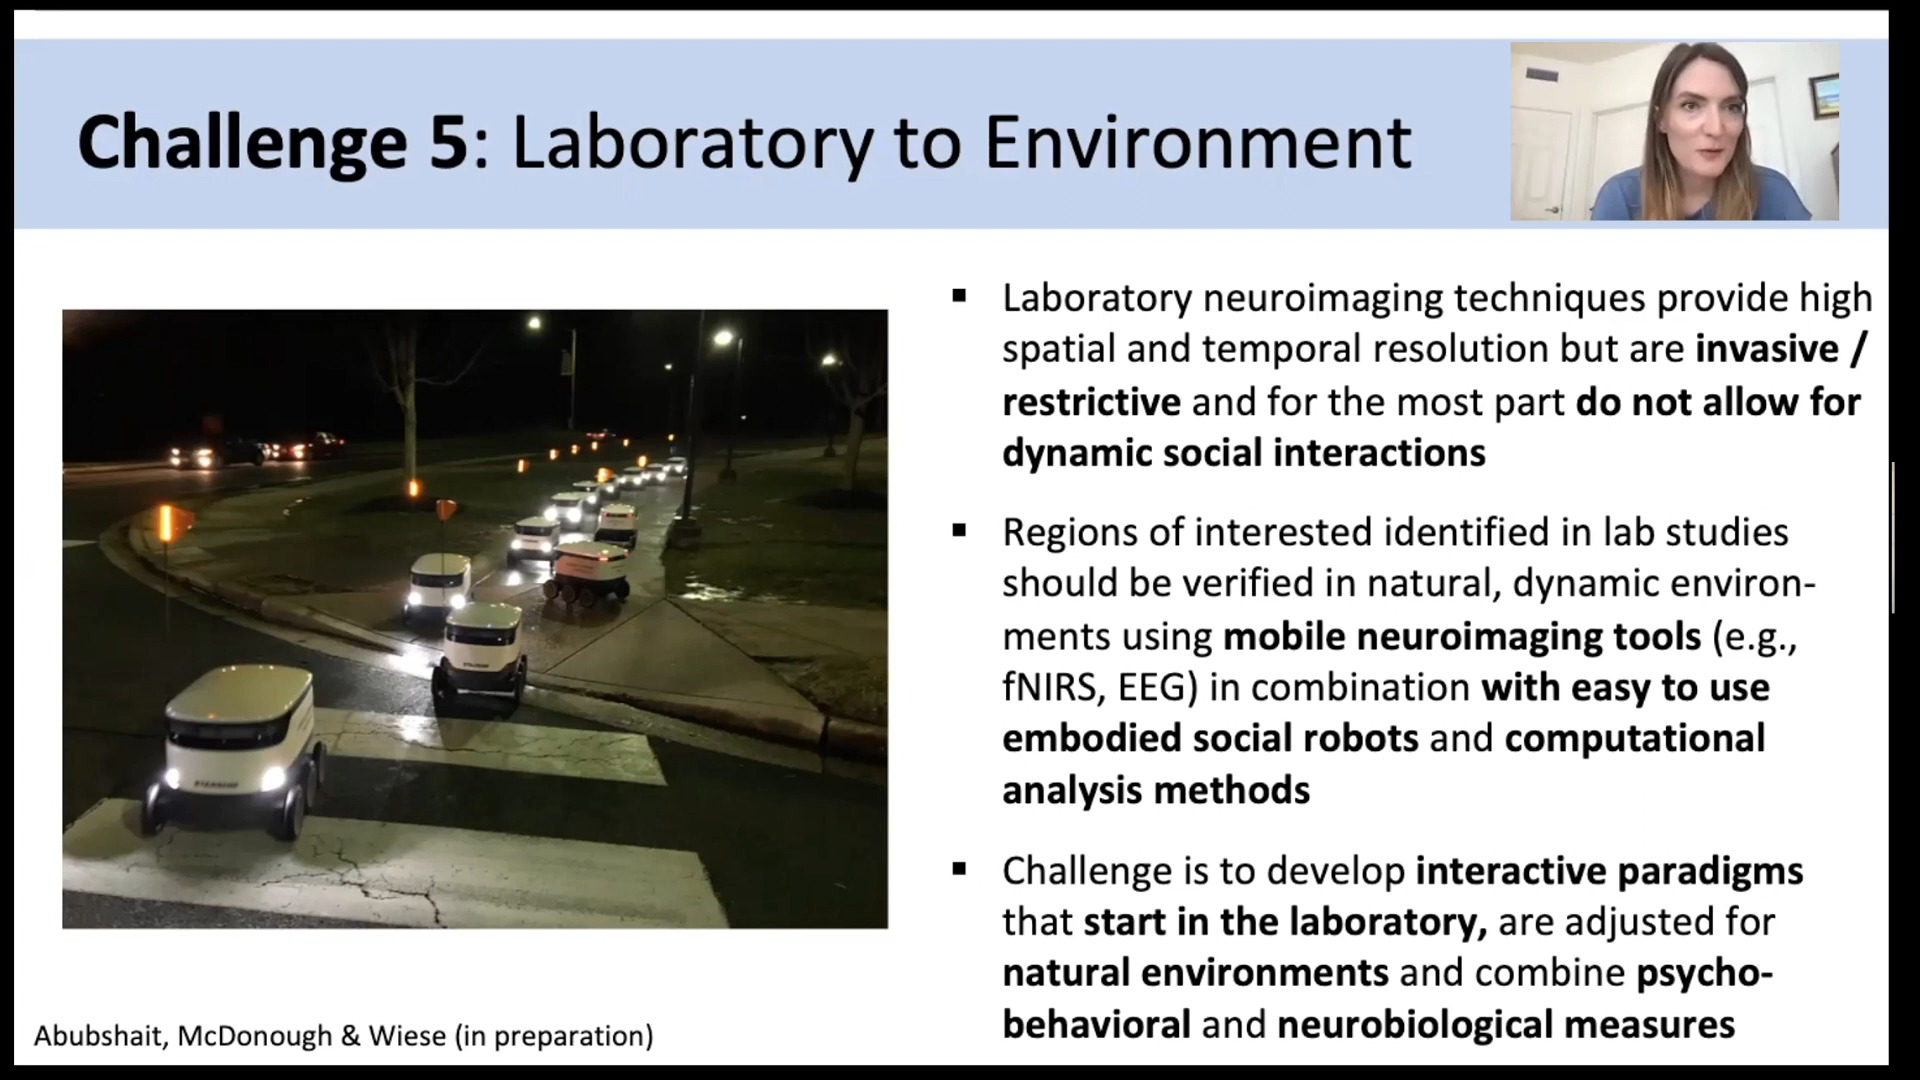 Challenge 5: Laboratory to Environment
▪ Laboratory neuroimaging techniques provide high
spatial and temporal resolution but are invasive /
restrictive and for the most part do not allow for
dynamic social interactions
▪ Regions of interested identified in lab studies
should be verified in natural, dynamic environ-
ments using mobile neuroimaging tools (e.g.,
fNIRS, EEG) in combination with easy to use
embodied social robots and computational
analysis methods
▪ Challenge is to develop interactive paradigms
that start in the laboratory, are adjusted for
natural environments and combine psycho-
behavioral and neurobiological measures
Abubshait, McDonough & Wiese (in preparation)